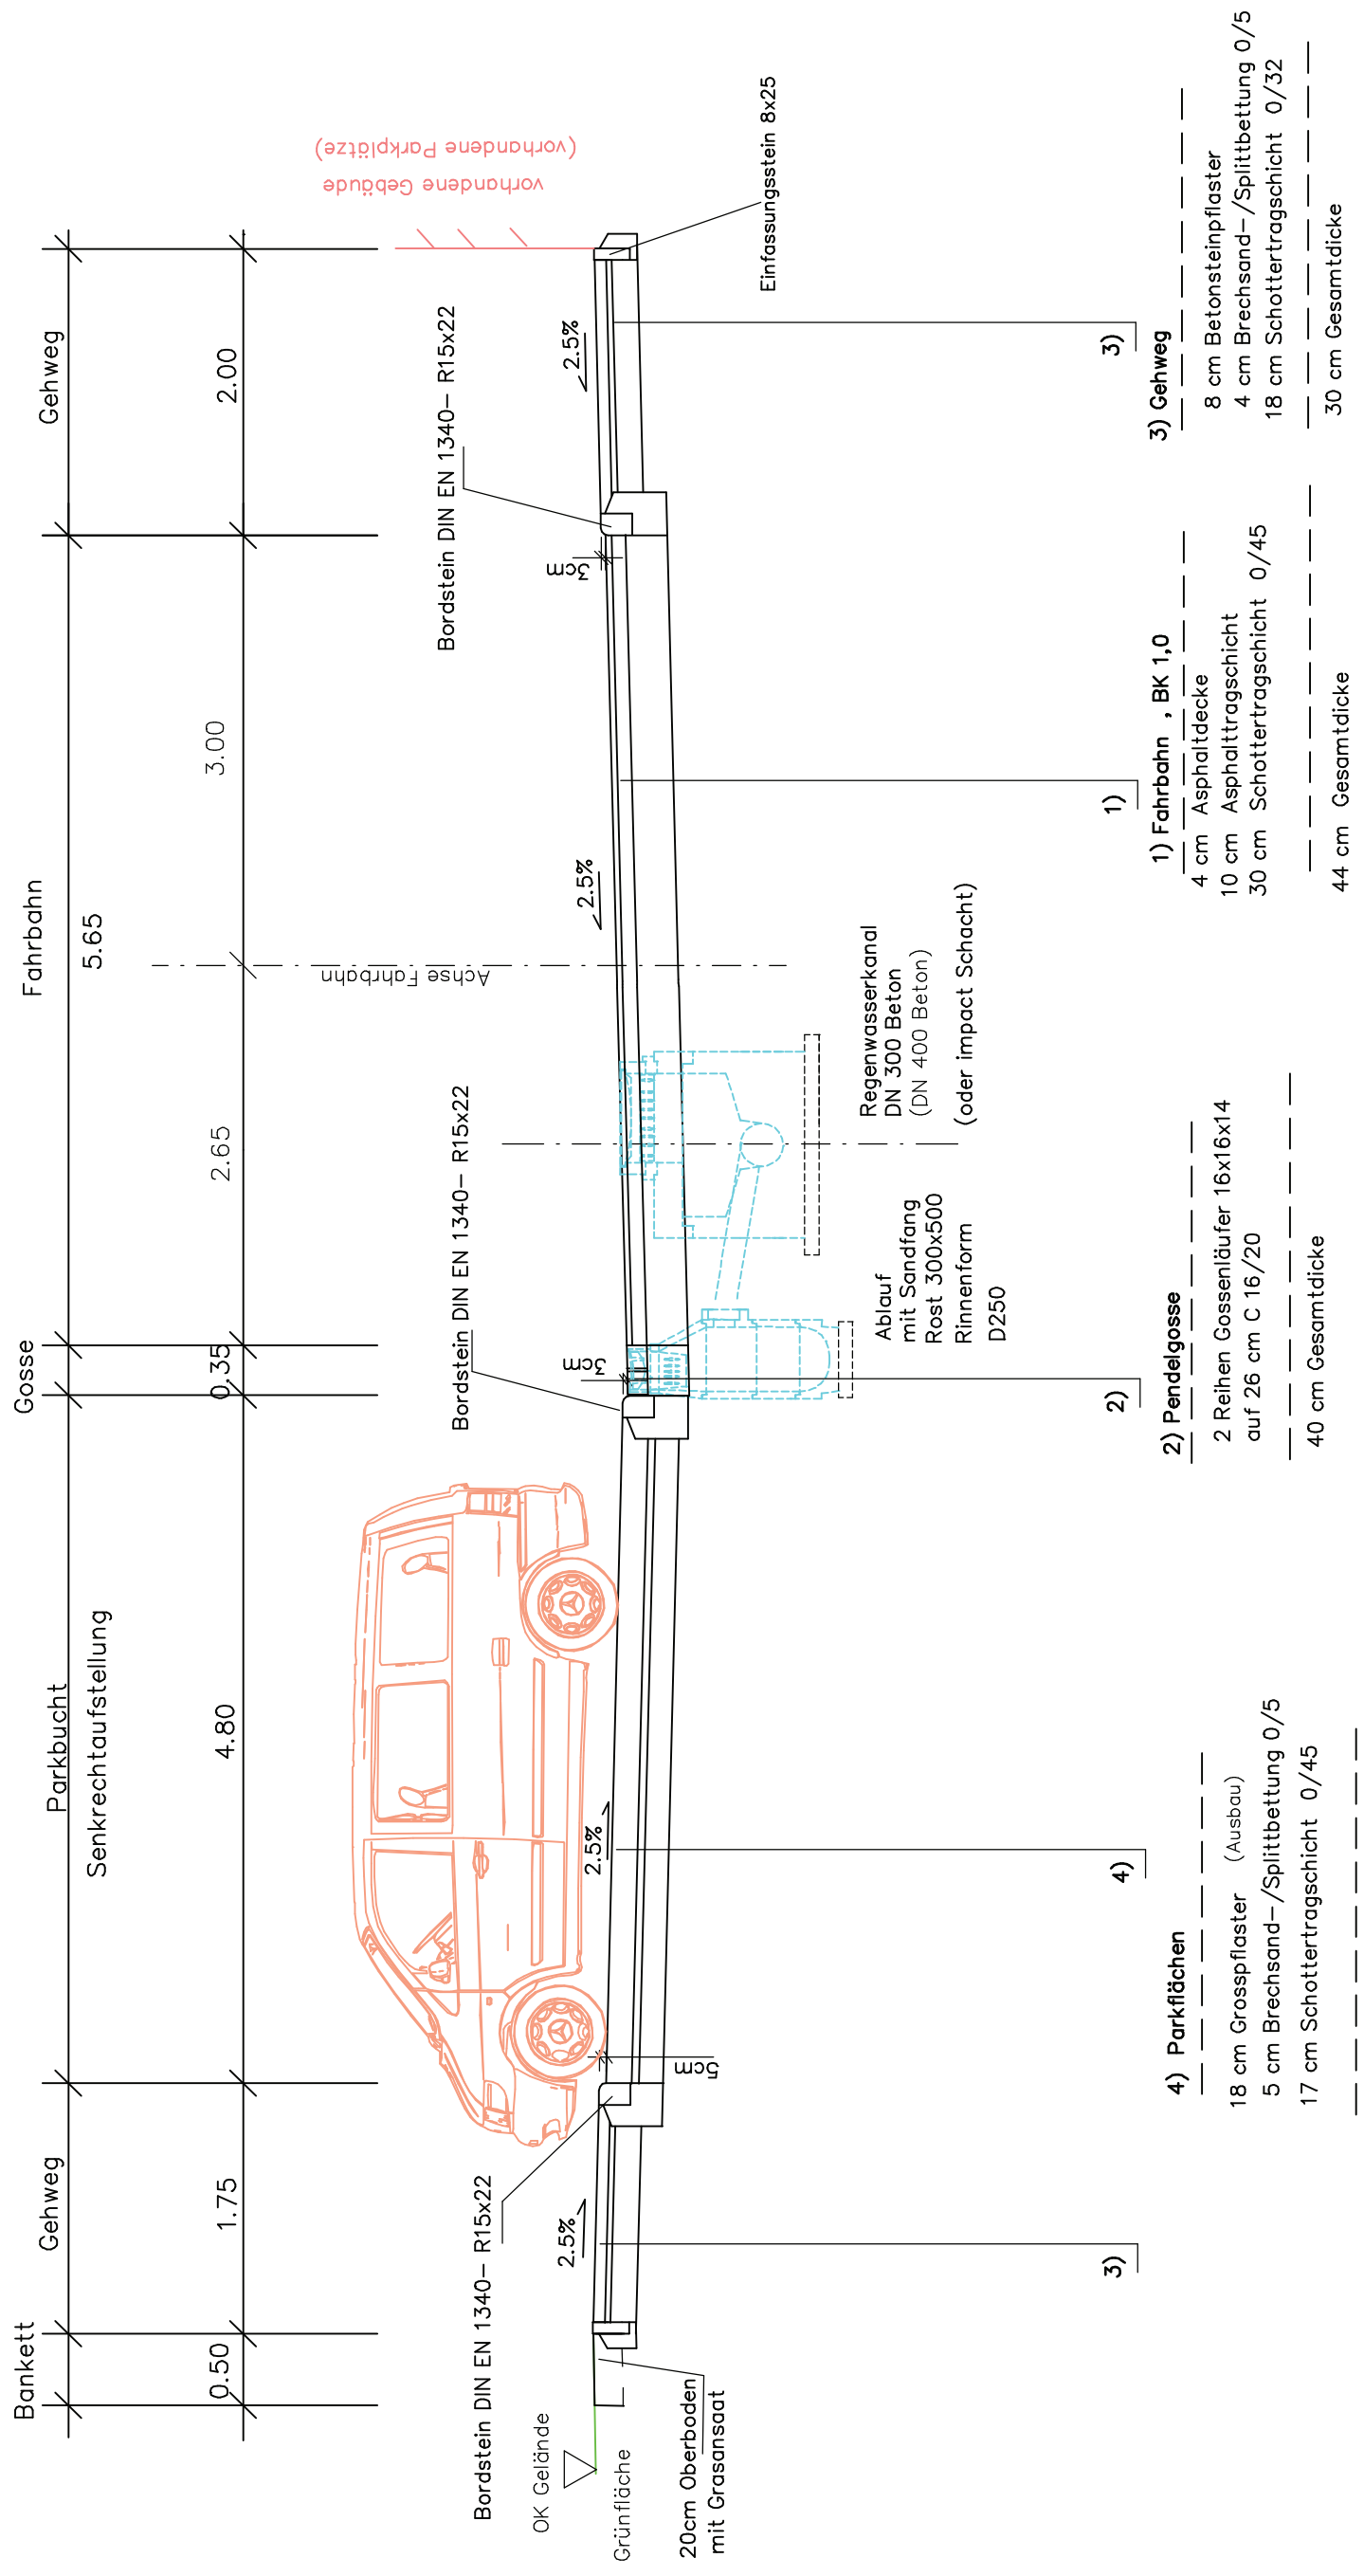 Bankett
Gehweg
Parkbucht
Senkrechtaufstellung
Gosse
Fahrbahn
5.65
Gehweg
0.50
1.75
4.80
0.35
2.65
3.00
2.00
Achse Fahrbahn
vorhandene Gebäude
(vorhandene Parkplätze)
Bordstein DIN EN 1340- R15x22
Bordstein DIN EN 1340- R15x22
Bordstein DIN EN 1340- R15x22
OK Gelände
Grünfläche
20cm Oberboden
mit Grasansaat
2.5%
2.5%
2.5%
2.5%
5cm
3cm
3cm
Einfassungsstein 8x25
Ablauf
mit Sandfang
Rost 300x500
Rinnenform
D250
Regenwasserkanal
DN 300 Beton
(DN 400 Beton)
(oder impact Schacht)
3)
4)
2)
1)
3)
4) Parkflächen
18 cm Grosspflaster (Ausbau)
5 cm Brechsand-/Splittbettung 0/5
17 cm Schottertragschicht 0/45
2) Pendelgosse
2 Reihen Gossenläufer 16x16x14
auf 26 cm C 16/20
40 cm Gesamtdicke
1) Fahrbahn , BK 1,0
4 cm Asphaltdecke
10 cm Asphalttragschicht
30 cm Schottertragschicht 0/45
44 cm Gesamtdicke
3) Gehweg
8 cm Betonsteinpflaster
4 cm Brechsand-/Splittbettung 0/5
18 cm Schottertragschicht 0/32
30 cm Gesamtdicke